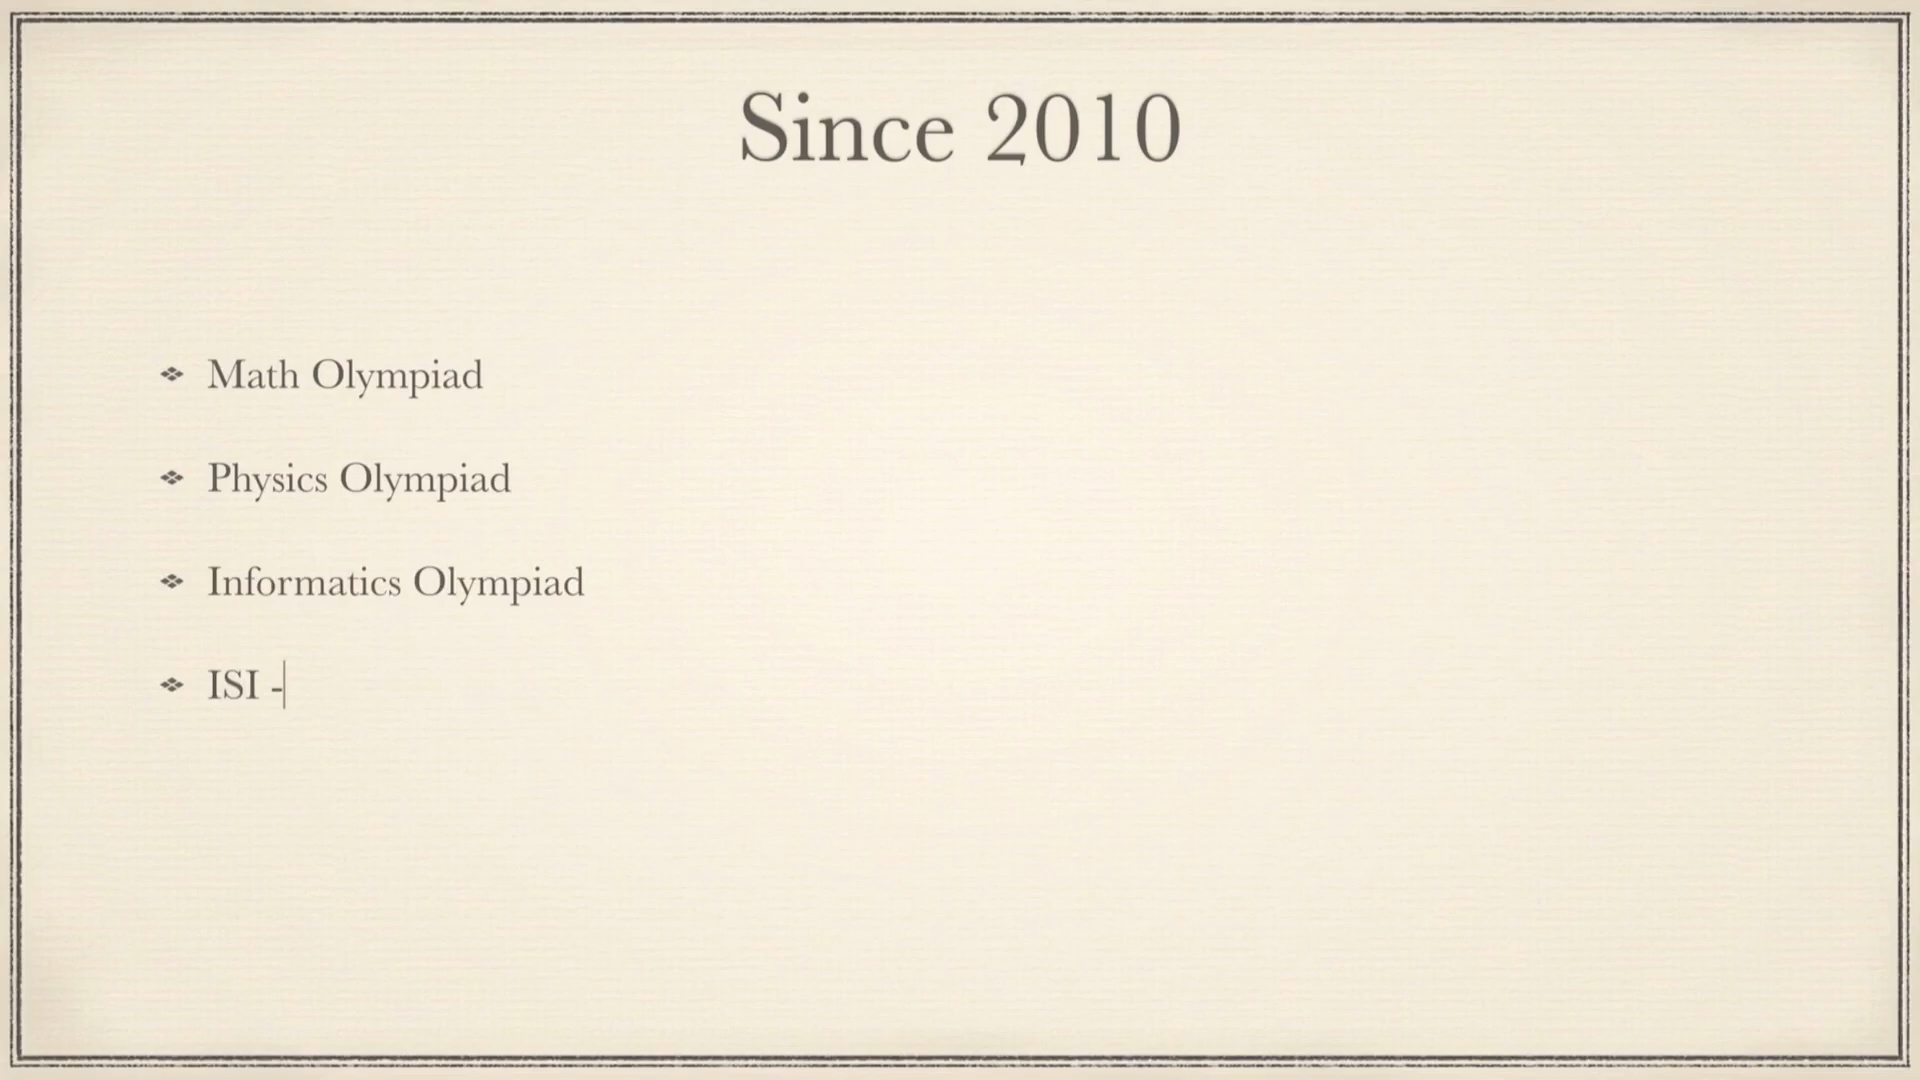 Since 2010
Math Olympiad
Physics Olympiad
Informatics Olympiad
ISI -